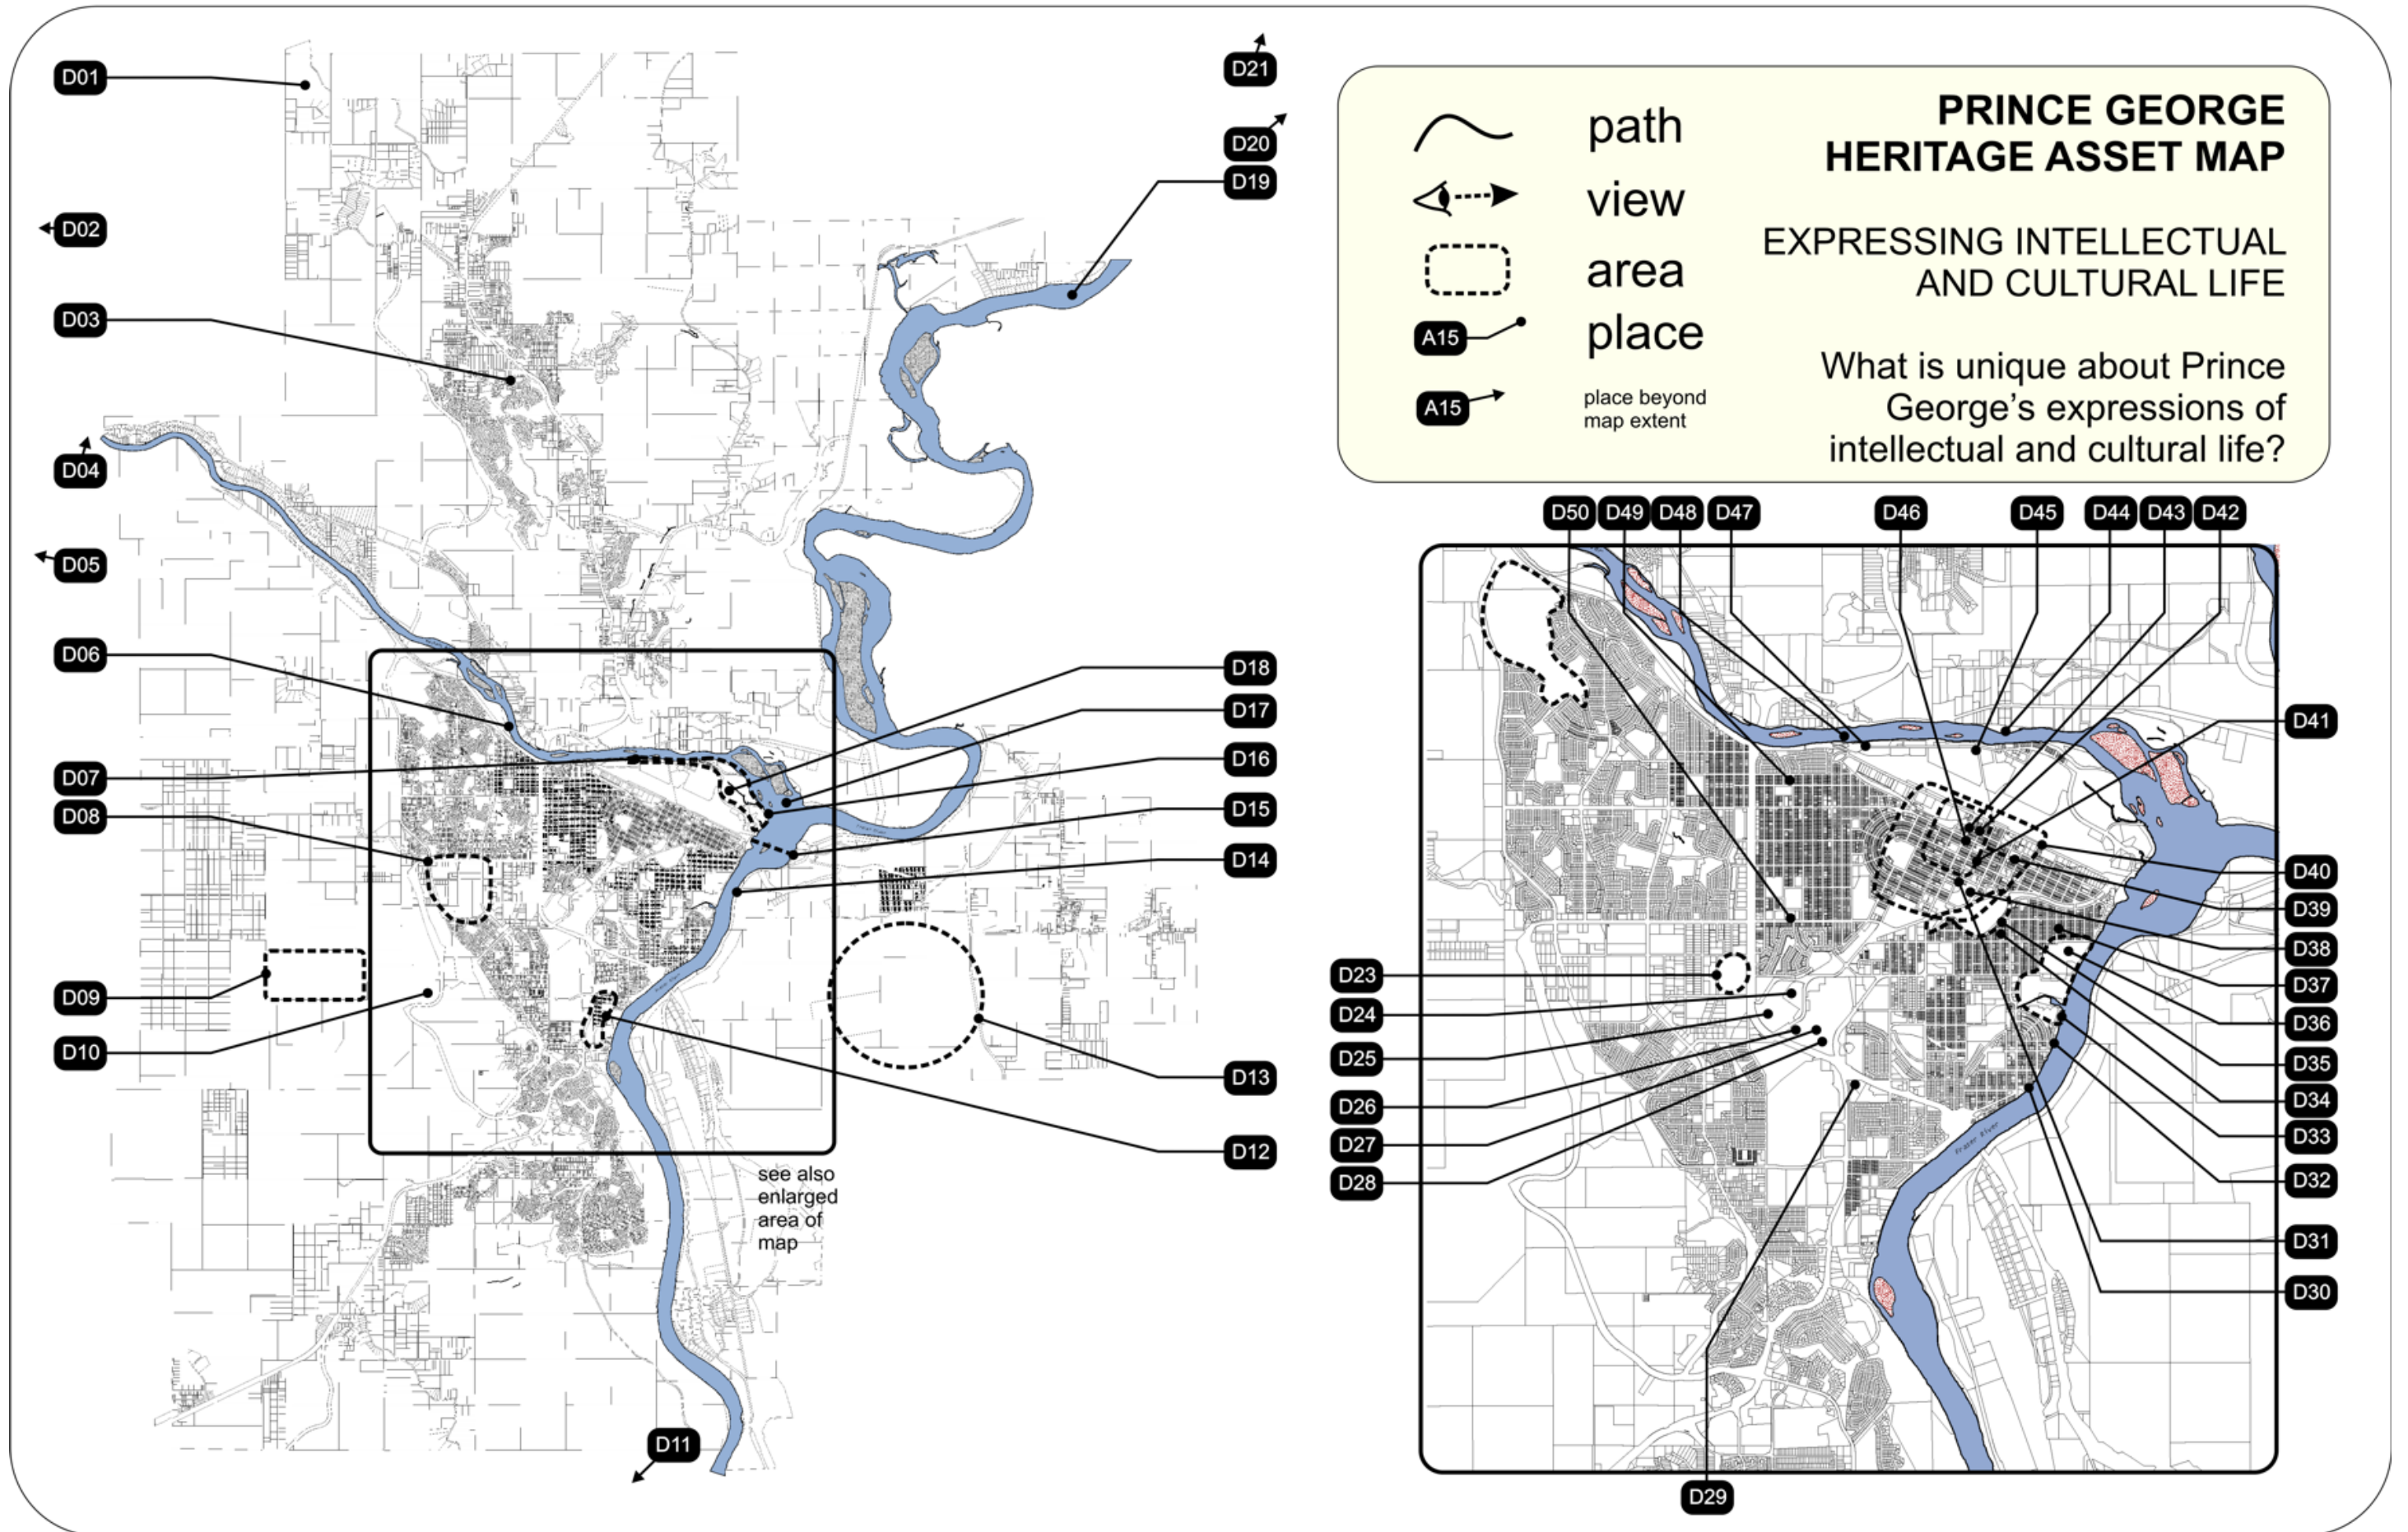 D01
D02
D03
D04
D05
D06
D07
D08
D09
D10
D11
D21
D20
D19
D18
D17
D16
D15
D14
D13
D12
see also
enlarged
area of
map
path
view
area
A15
place
A15
place beyond
map extent
PRINCE GEORGE
HERITAGE ASSET MAP
EXPRESSING INTELLECTUAL
AND CULTURAL LIFE
What is unique about Prince
George's expressions of
intellectual and cultural life?
D50 D49 D48 D47 D46 D45 D44 D43 D42
D41
D40
D39
D38
D37
D36
D35
D34
D33
D32
D31
D30
D23
D24
D25
D26
D27
D28
D29
Fraser River